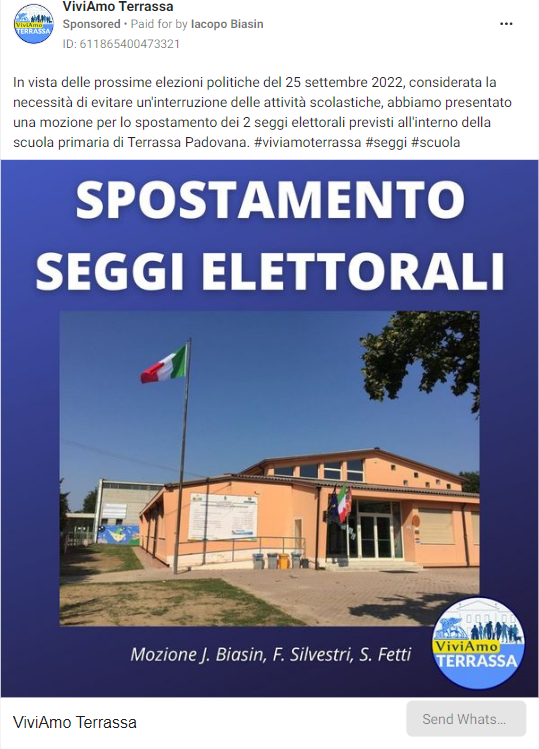 ViviAmo Terrassa
Sponsored • Paid for by Iacopo Biasin
ID: 611865400473321
In vista delle prossime elezioni politiche del 25 settembre 2022, considerata la
necessità di evitare un'interruzione delle attività scolastiche, abbiamo presentato
una mozione per lo spostamento dei 2 seggi elettorali previsti all'interno della
scuola primaria di Terrassa Padovana. #viviamoterrassa #seggi #scuola
SPOSTAMENTO
SEGGI ELETTORALI
Mozione J. Biasin, F. Silvestri, S. Fetti
ViviAmo
TERRASSA
ViviAmo Terrassa
Send Whats...